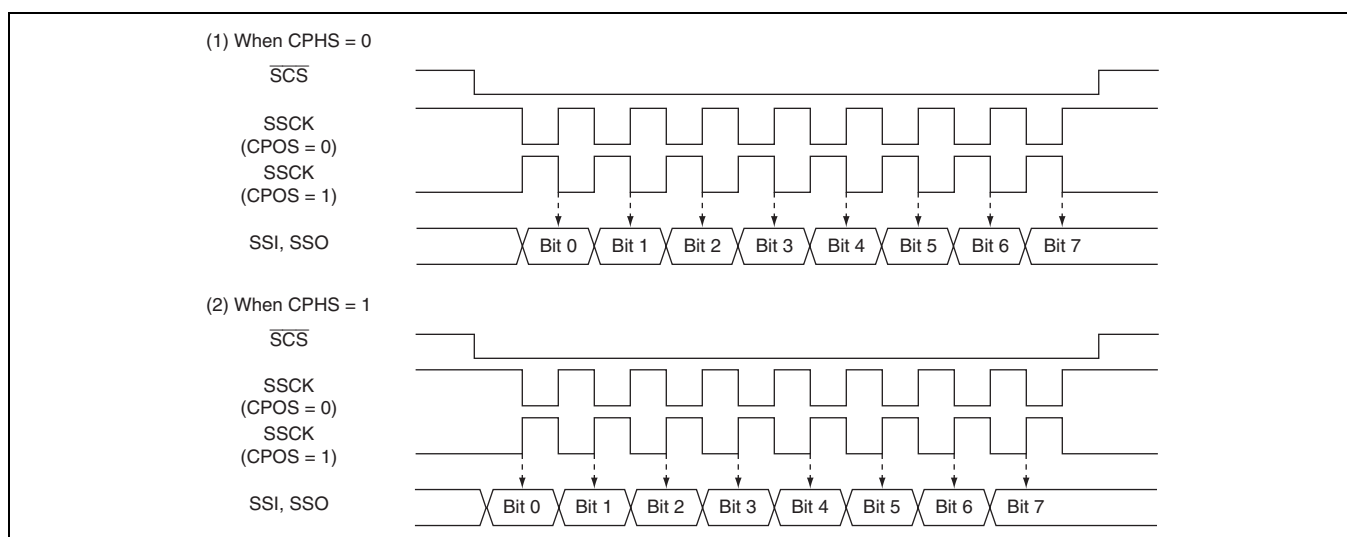 (1) When CPHS = 0
SCS
SSCK
(CPOS = 0)
SSCK
(CPOS = 1)
SSI, SSO
Bit 0 Bit 1 Bit 2 Bit 3 Bit 4 Bit 5 Bit 6 Bit 7
(2) When CPHS = 1
SCS
SSCK
(CPOS = 0)
SSCK
(CPOS = 1)
SSI, SSO
Bit 0 Bit 1 Bit 2 Bit 3 Bit 4 Bit 5 Bit 6 Bit 7